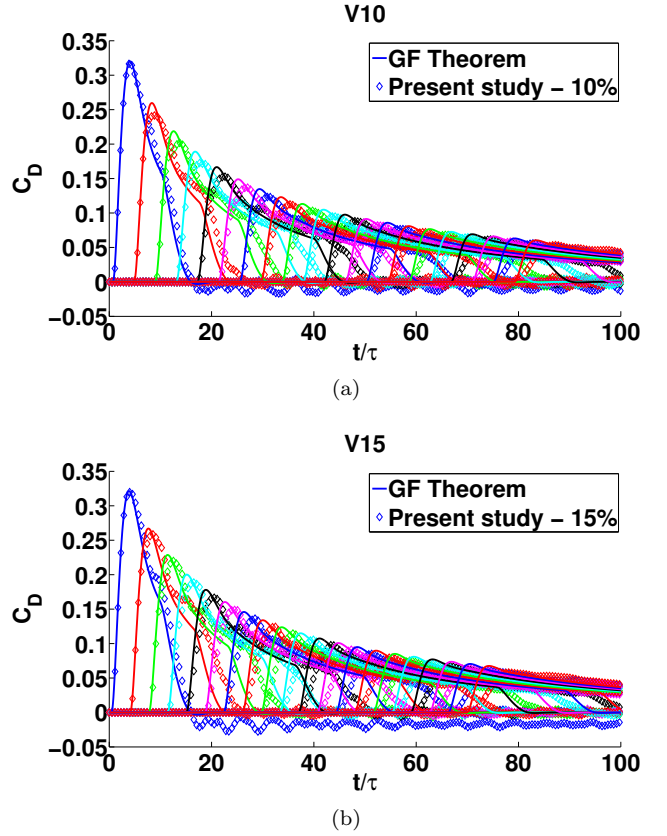 V10
0.35
0.3
0.25
0.2
0.15
0.1
0.05
0
−0.05
C_D
GF Theorem
Present study − 10%
0 20 40 60 80 100
t/τ
(a)
V15
0.35
0.3
0.25
0.2
0.15
0.1
0.05
0
−0.05
C_D
GF Theorem
Present study − 15%
0 20 40 60 80 100
t/τ
(b)